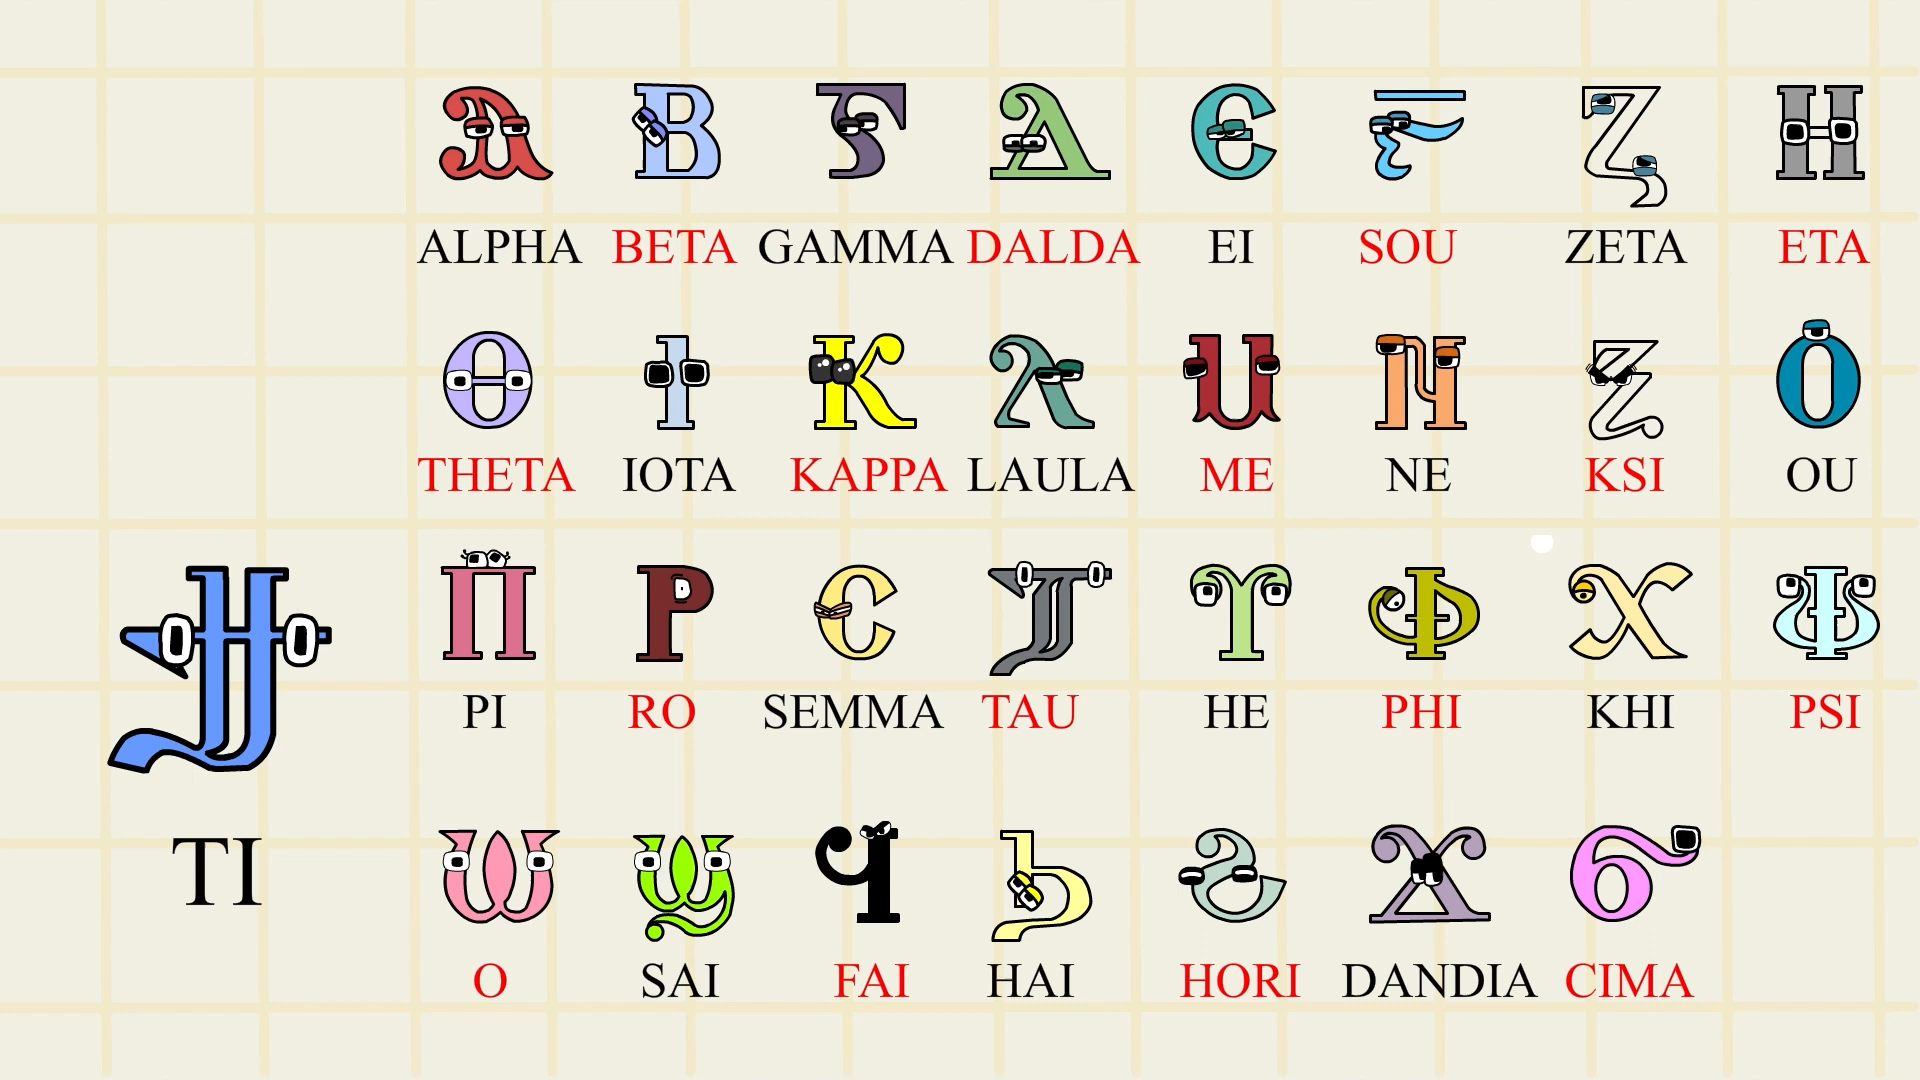 ALPHA BETA GAMMA DALDA EI SOU ZETA ETA
THETA IOTA KAPPA LAULA ME NE KSI OU
PI RO SEMMA TAU HE PHI KHI PSI
TI
O SAI FAI HAI HORI DANDIA CIMA